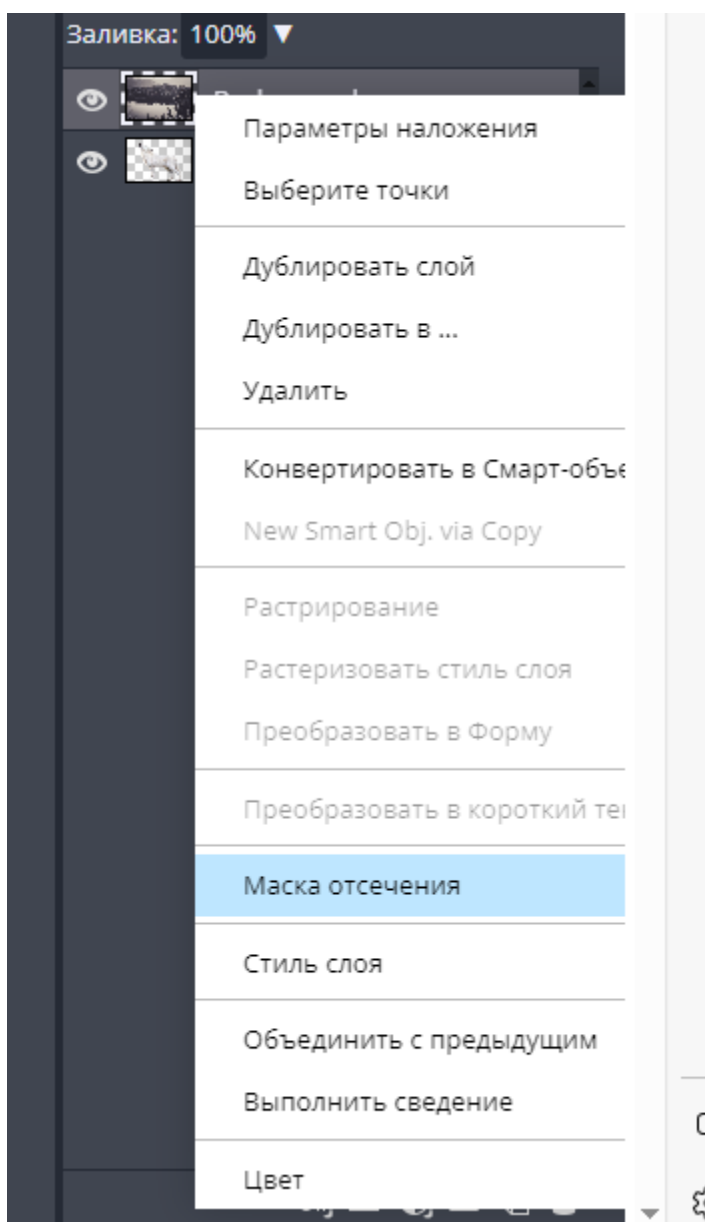 Заливка: 100%
Параметры наложения
Выберите точки
Дублировать слой
Дублировать в ...
Удалить
Конвертировать в Смарт-объе
New Smart Obj. via Copy
Растрирование
Растеризовать стиль слоя
Преобразовать в Форму
Преобразовать в короткий тек
Маска отсечения
Стиль слоя
Объединить с предыдущим
Выполнить сведение
Цвет